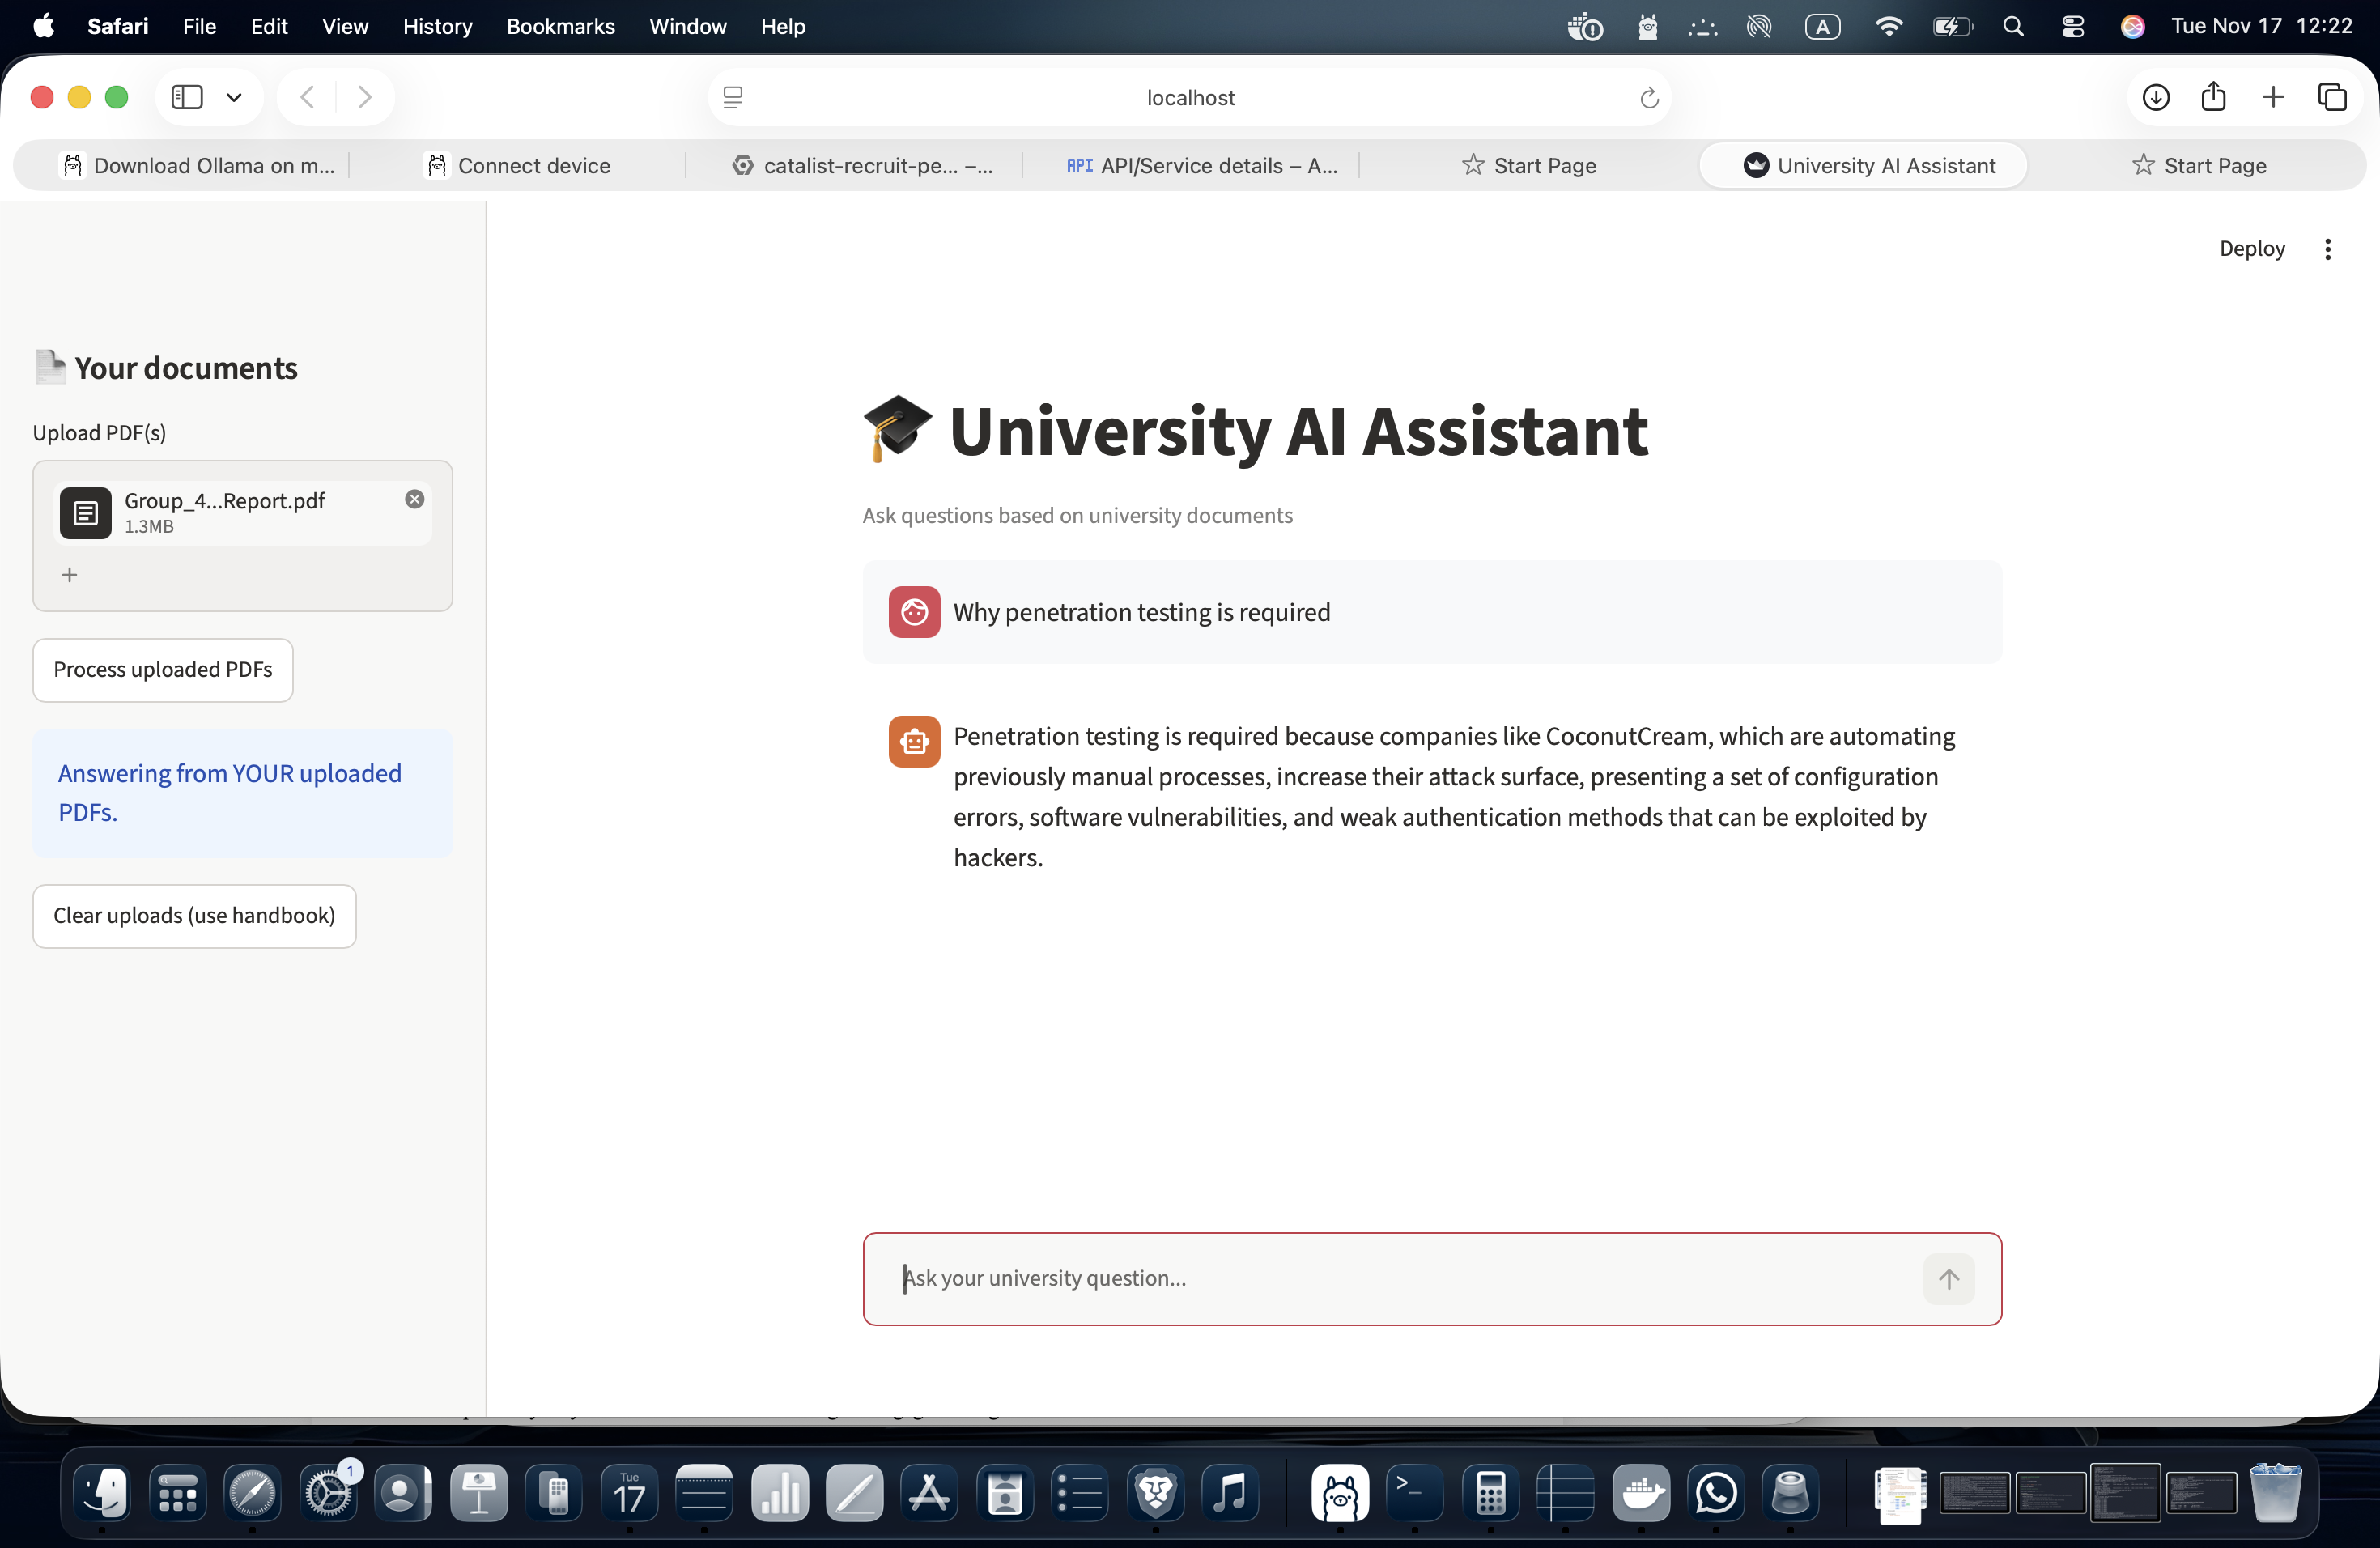 Safari File Edit View History Bookmarks Window Help A Tue Nov 17 12:22
localhost
Download Ollama on m... Connect device catalist-recruit-pe... –... API API/Service details – A... Start Page University AI Assistant Start Page
Deploy
Your documents
Upload PDF(s)
Group_4...Report.pdf
1.3MB
Process uploaded PDFs
Answering from YOUR uploaded
PDFs.
Clear uploads (use handbook)
University AI Assistant
Ask questions based on university documents
Why penetration testing is required
Penetration testing is required because companies like CoconutCream, which are automating
previously manual processes, increase their attack surface, presenting a set of configuration
errors, software vulnerabilities, and weak authentication methods that can be exploited by
hackers.
Ask your university question...
1
Tue
17